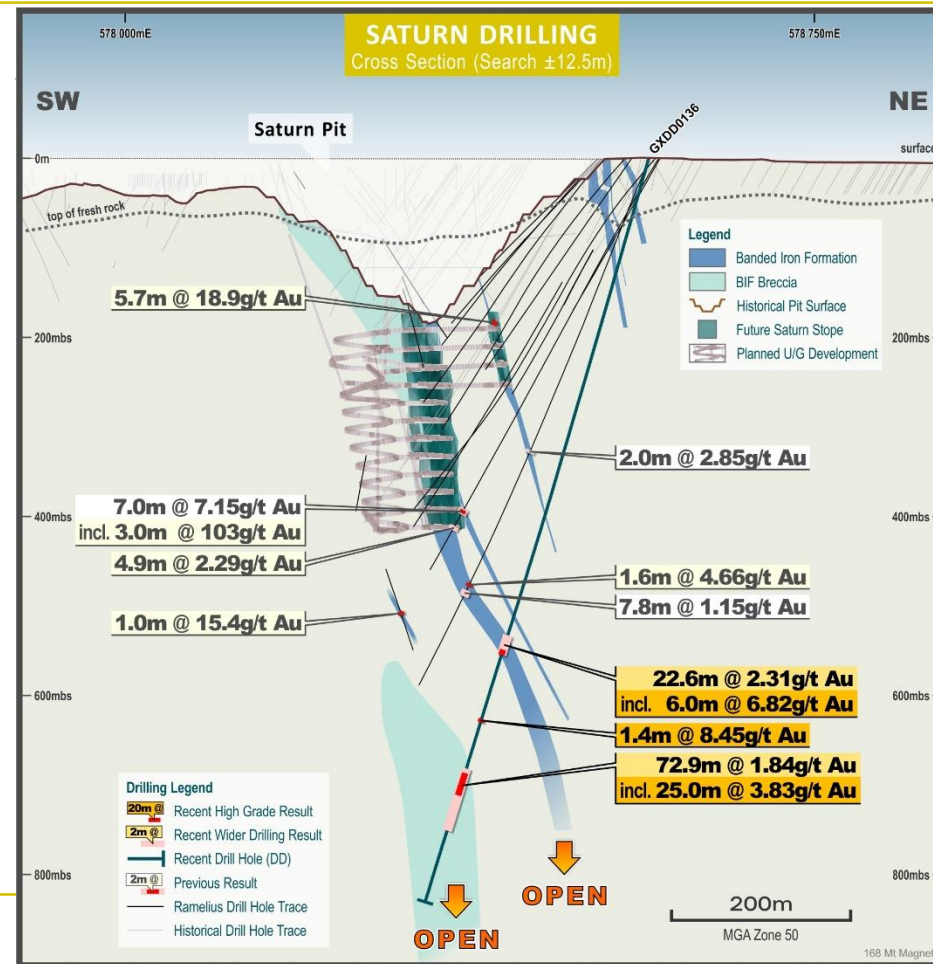 578 000mE
SATURN DRILLING
Cross Section (Search ±12.5m)
578 750mE
SW
NE
Saturn Pit
GXDD0136
0m
surface
top of fresh rock
Legend
Banded Iron Formation
BIF Breccia
Historical Pit Surface
Future Saturn Stope
Planned U/G Development
5.7m @ 18.9g/t Au
200mbs
200mbs
2.0m @ 2.85g/t Au
7.0m @ 7.15g/t Au
incl. 3.0m @ 103g/t Au
400mbs
400mbs
4.9m @ 2.29g/t Au
1.6m @ 4.66g/t Au
7.8m @ 1.15g/t Au
1.0m @ 15.4g/t Au
22.6m @ 2.31g/t Au
incl. 6.0m @ 6.82g/t Au
600mbs
600mbs
1.4m @ 8.45g/t Au
72.9m @ 1.84g/t Au
incl. 25.0m @ 3.83g/t Au
Drilling Legend
20m @
Recent High Grade Result
2m @
Recent Wider Drilling Result
Recent Drill Hole (DD)
2m @
Previous Result
Ramelius Drill Hole Trace
Historical Drill Hole Trace
800mbs
800mbs
OPEN
OPEN
200m
MGA Zone 50
168 Mt Magnet